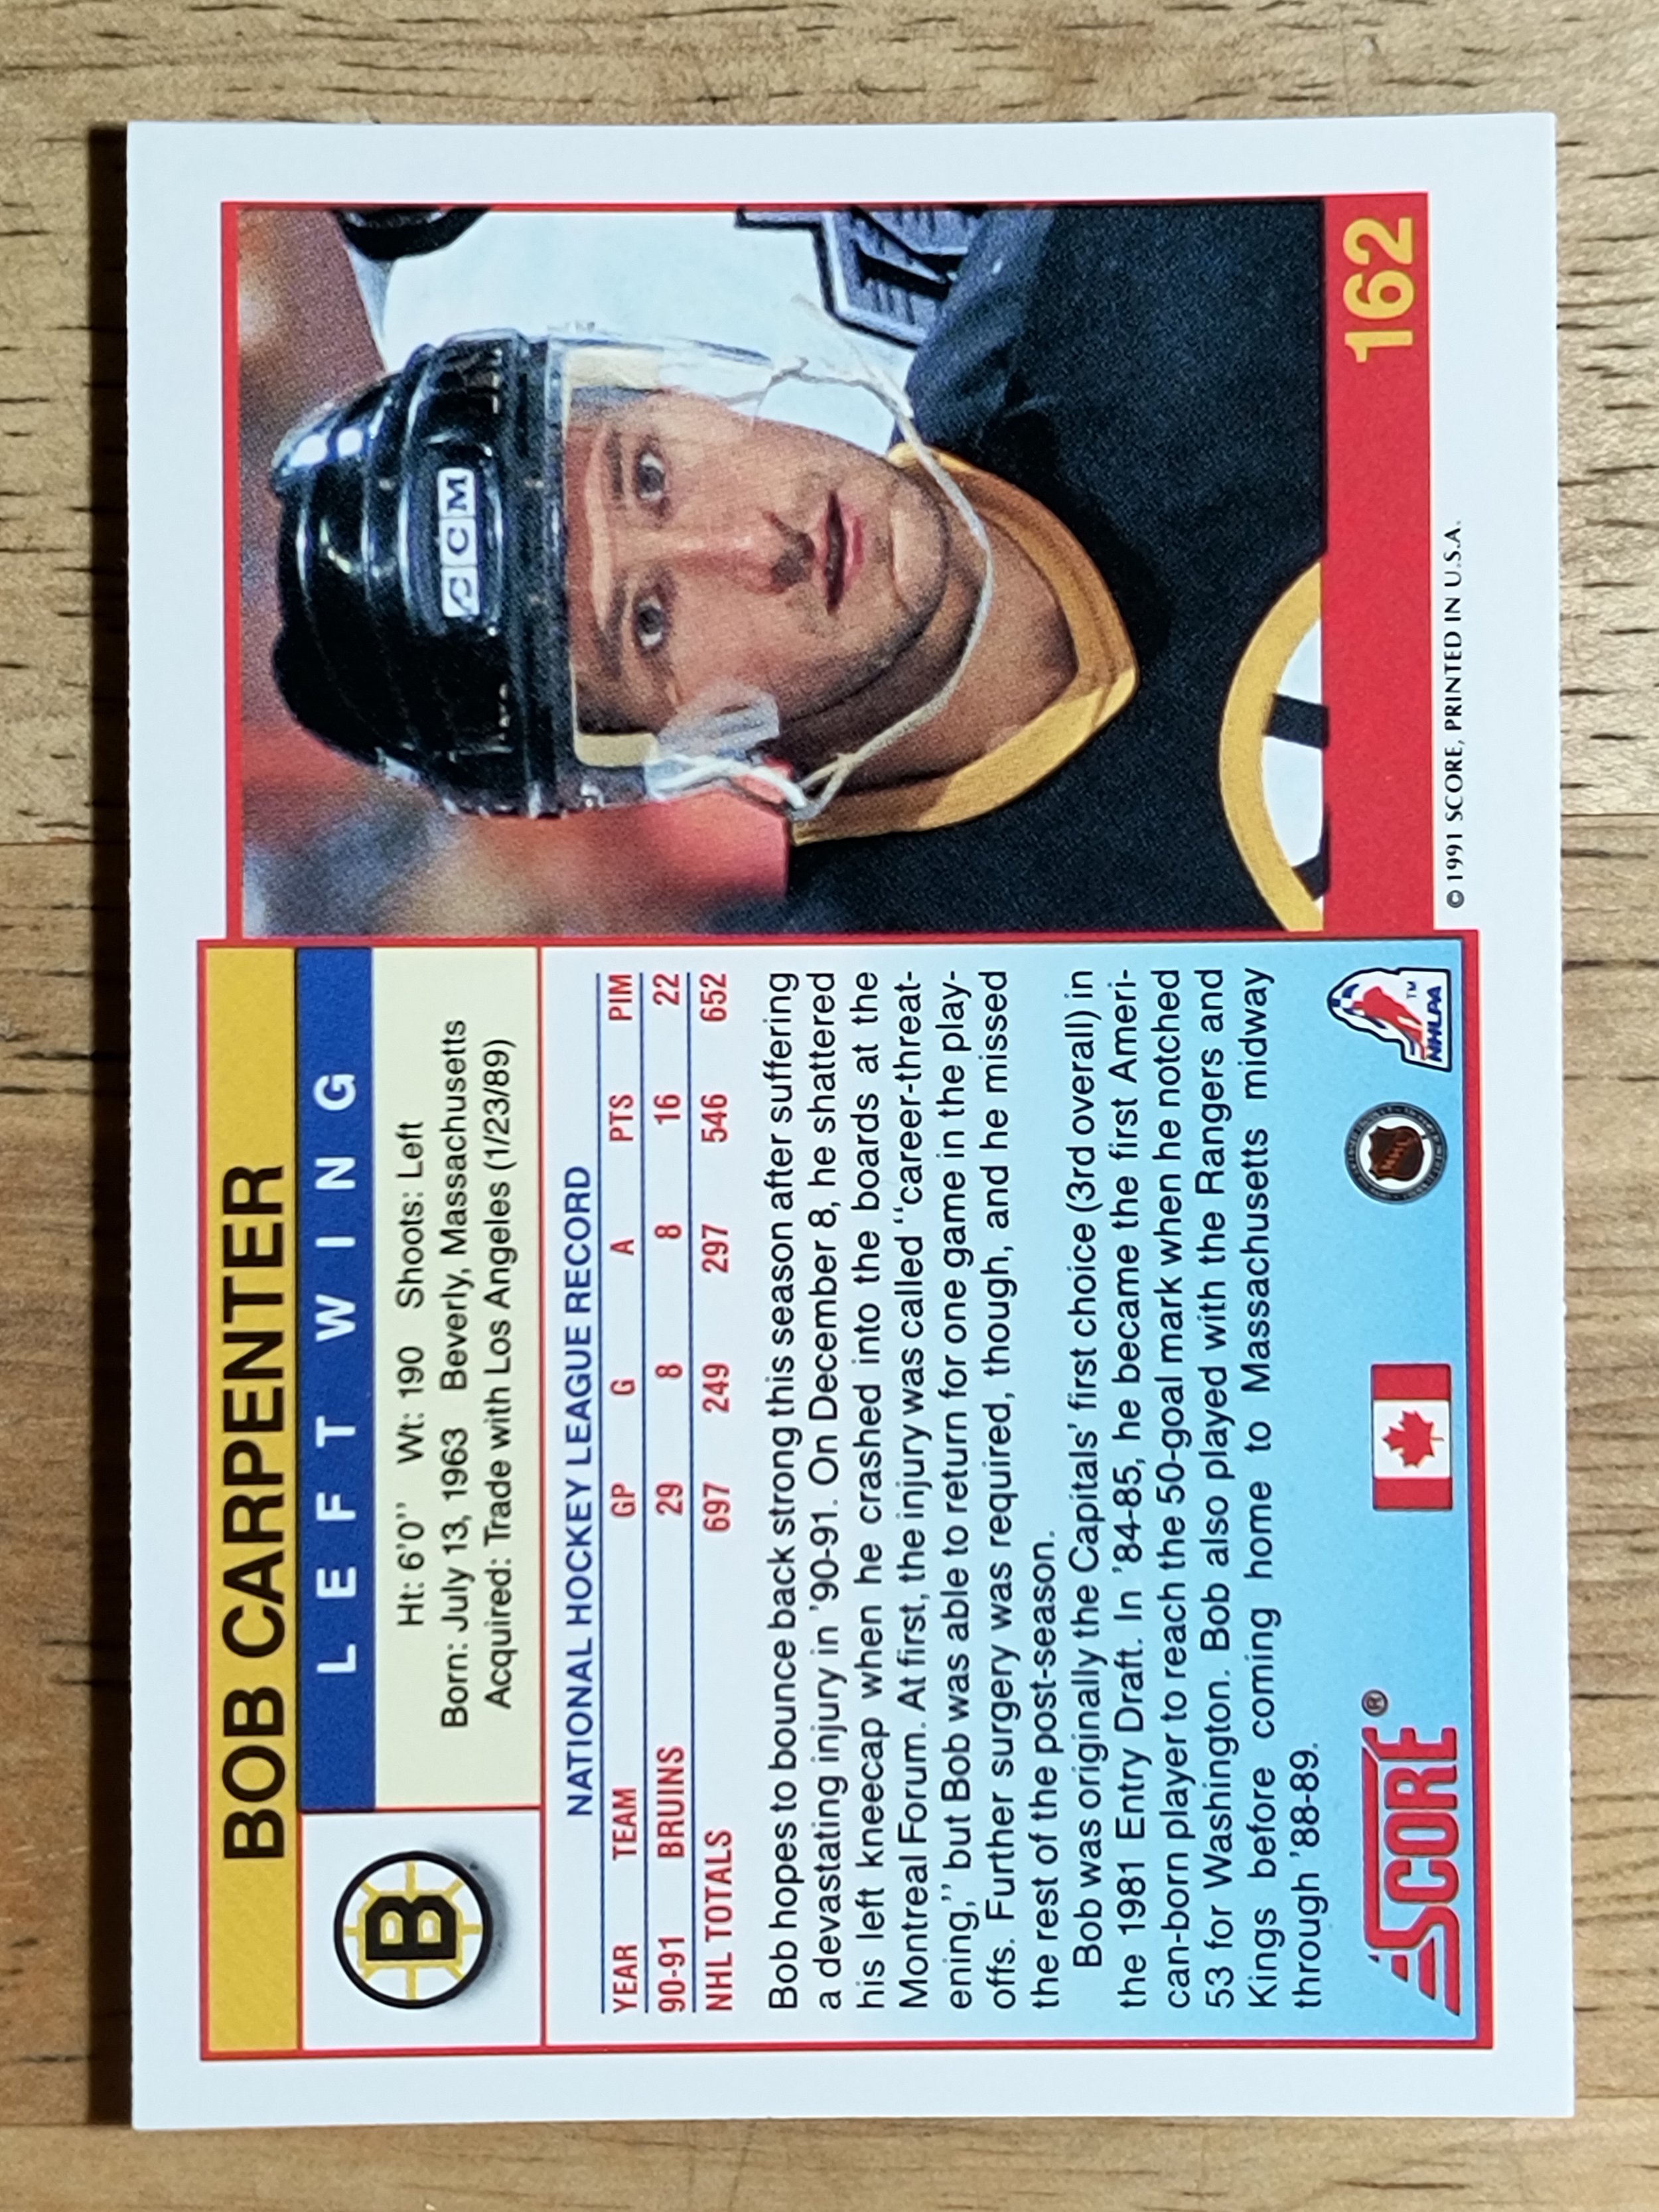 BOB CARPENTER
LEFT WING
B
Ht: 6'0'' Wt: 190 Shoots: Left
Born: July 13, 1963 Beverly, Massachusetts
Acquired: Trade with Los Angeles (1/23/89)
NATIONAL HOCKEY LEAGUE RECORD
YEAR TEAM GP G A PTS PIM
90-91 BRUINS 29 8 8 16 22
NHL TOTALS 697 249 297 546 652
Bob hopes to bounce back strong this season after suffering
a devastating injury in '90-91. On December 8, he shattered
his left kneecap when he crashed into the boards at the
Montreal Forum. At first, the injury was called ''career-threat-
ening,'' but Bob was able to return for one game in the play-
offs. Further surgery was required, though, and he missed
the rest of the post-season.
Bob was originally the Capitals' first choice (3rd overall) in
the 1981 Entry Draft. In '84-85, he became the first Ameri-
can-born player to reach the 50-goal mark when he notched
53 for Washington. Bob also played with the Rangers and
Kings before coming home to Massachusetts midway
through '88-89.
SCORE®
NHL
NHLPA™
CCM
162
©1991 SCORE, PRINTED IN U.S.A.